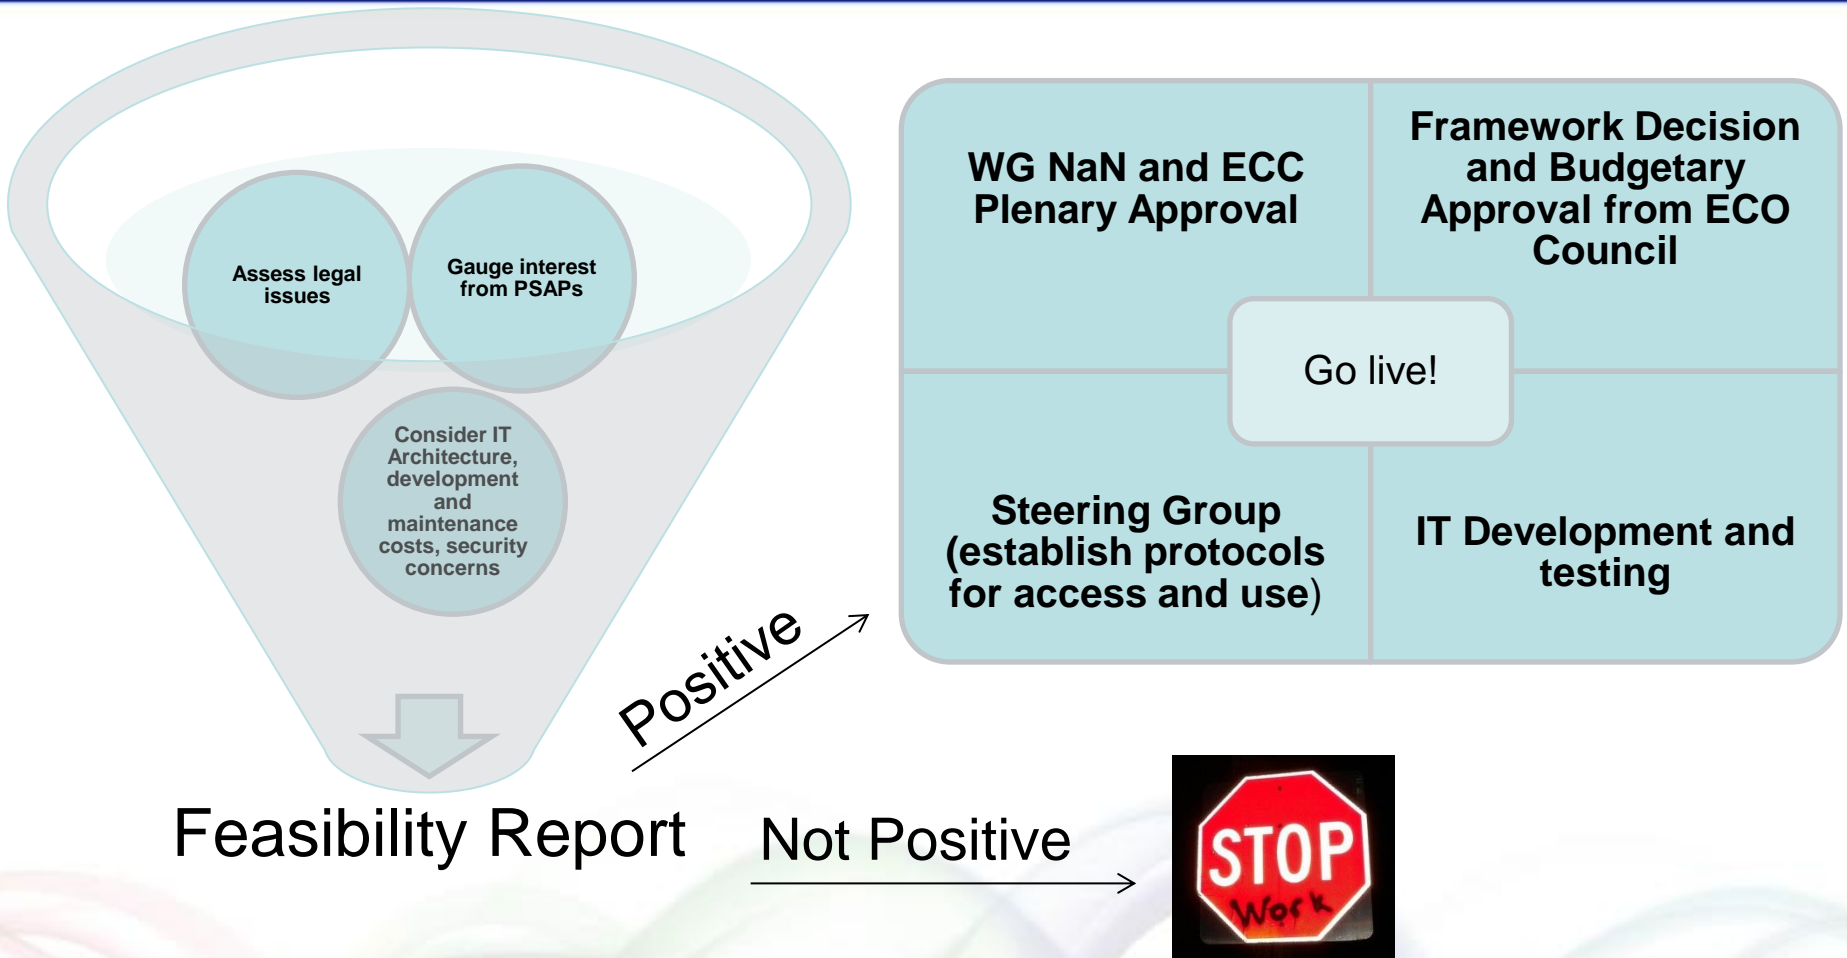 Assess legal
issues
Gauge interest
from PSAPs
Consider IT
Architecture,
development
and
maintenance
costs, security
concerns
Feasibility Report
Positive
Not Positive
WG NaN and ECC
Plenary Approval
Framework Decision
and Budgetary
Approval from ECO
Council
Go live!
Steering Group
(establish protocols
for access and use)
IT Development and
testing
STOP
Work